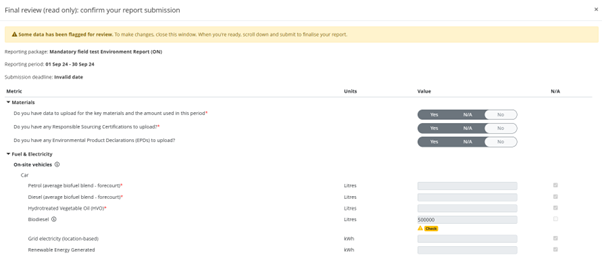 Final review (read only): confirm your report submission
×
Some data has been flagged for review. To make changes, close this window. When you're ready, scroll down and submit to finalise your report.
Reporting package: Mandatory field test Environment Report (ON)
Reporting period: 01 Sep 24 - 30 Sep 24
Submission deadline: Invalid date
Metric Units Value N/A
Materials
Do you have data to upload for the key materials and the amount used in this period* Yes N/A No
Do you have any Responsible Sourcing Certifications to upload?* Yes N/A No
Do you have any Environmental Product Declarations (EPDs) to upload? Yes N/A No
Fuel & Electricity
On-site vehicles
Car
Petrol (average biofuel blend - forecourt)* Litres
Diesel (average biofuel blend - forecourt)* Litres
Hydrotreated Vegetable Oil (HVO)* Litres
Biodiesel Litres 500000
Check
Grid electricity (location-based) kWh
Renewable Energy Generated kWh